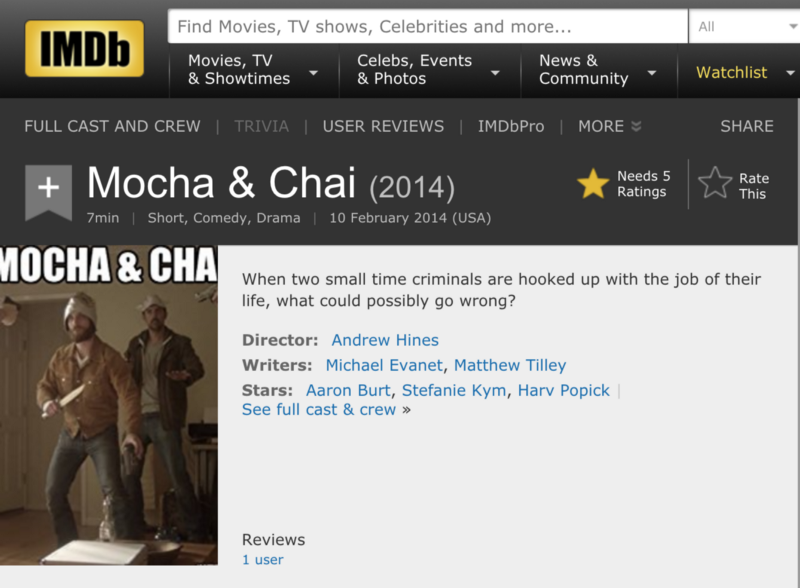 IMDb
Find Movies, TV shows, Celebrities and more...
All
Movies, TV
& Showtimes
Celebs, Events
& Photos
News &
Community
Watchlist
FULL CAST AND CREW | TRIVIA | USER REVIEWS | IMDbPro | MORE
SHARE
+
Mocha & Chai (2014)
7min | Short, Comedy, Drama | 10 February 2014 (USA)
Needs 5
Ratings
Rate
This
MOCHA & CHA
When two small time criminals are hooked up with the job of their
life, what could possibly go wrong?
Director: Andrew Hines
Writers: Michael Evanet, Matthew Tilley
Stars: Aaron Burt, Stefanie Kym, Harv Popick |
See full cast & crew »
Reviews
1 user